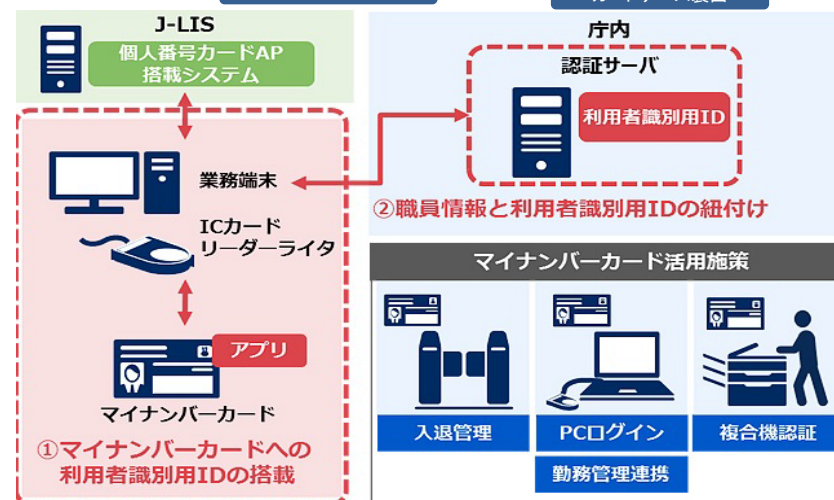 J-LIS
個人番号カードAP
搭載システム
業務端末
ICカード
リーダーライタ
アプリ
マイナンバーカード
①マイナンバーカードへの
利用者識別用IDの搭載
庁内
認証サーバ
利用者識別用ID
②職員情報と利用者識別用IDの紐付け
マイナンバーカード活用施策
入退管理
PCログイン
複合機認証
勤務管理連携